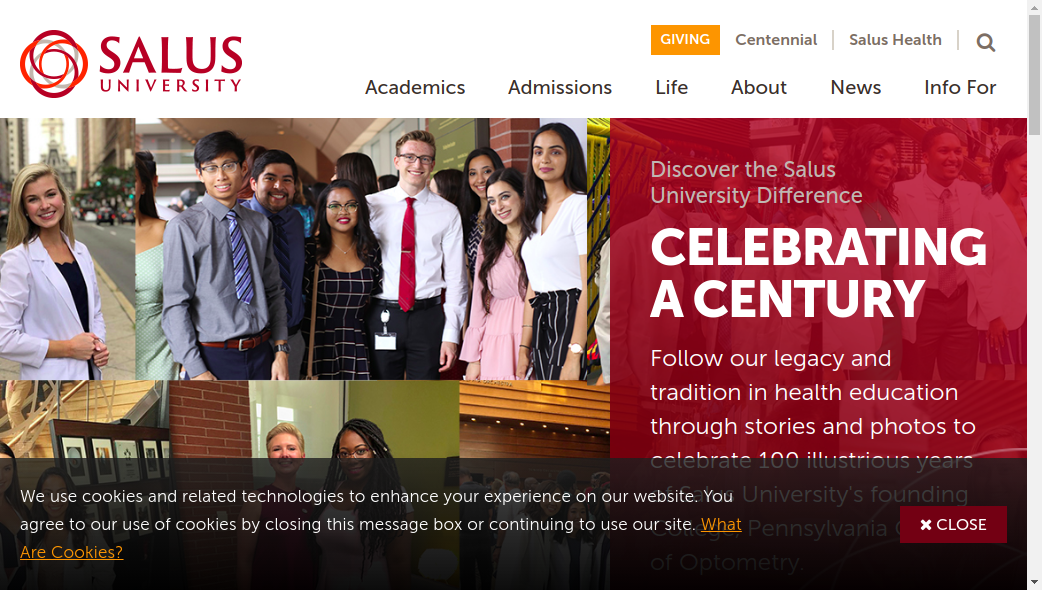 SALUS
UNIVERSITY
GIVING
Centennial
Salus Health
Academics
Admissions
Life
About
News
Info For
Discover the Salus
University Difference
CELEBRATING
A CENTURY
Follow our legacy and
tradition in health education
through stories and photos to
celebrate 100 illustrious years
of Salus University's founding
College, Pennsylvania C
of Optometry.
We use cookies and related technologies to enhance your experience on our website. You
agree to our use of cookies by closing this message box or continuing to use our site. What
Are Cookies?
✖ CLOSE